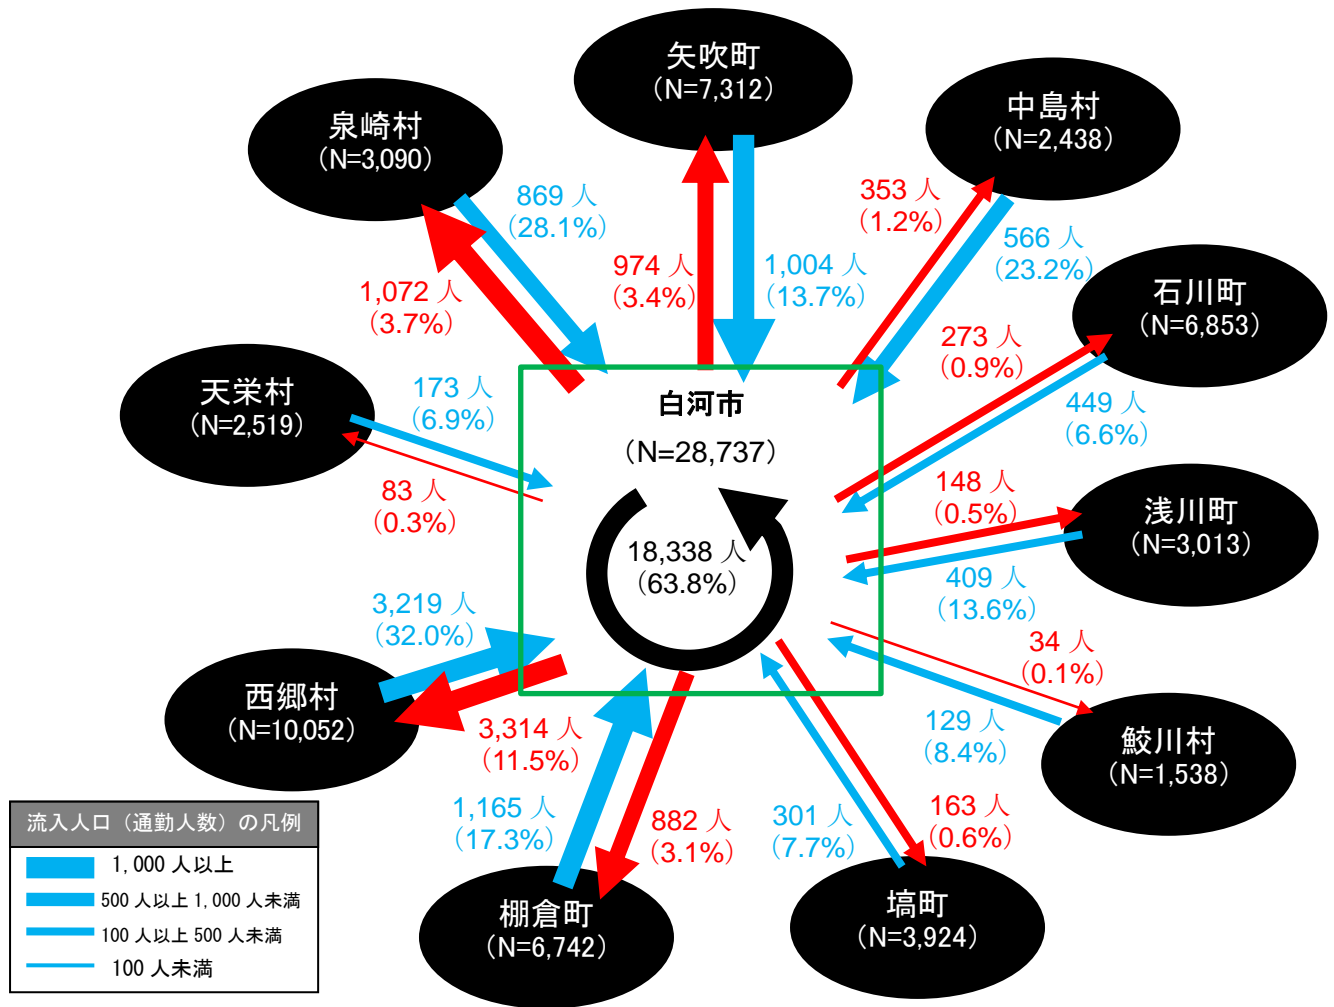 矢吹町
(N=7,312)
中島村
(N=2,438)
泉崎村
(N=3,090)
869 人
(28.1%)
353 人
(1.2%)
566 人
(23.2%)
974 人
(3.4%)
1,004 人
(13.7%)
1,072 人
(3.7%)
石川町
(N=6,853)
273 人
(0.9%)
449 人
(6.6%)
天栄村
(N=2,519)
173 人
(6.9%)
83 人
(0.3%)
白河市
(N=28,737)
18,338 人
(63.8%)
148 人
(0.5%)
409 人
(13.6%)
浅川町
(N=3,013)
3,219 人
(32.0%)
西郷村
(N=10,052)
3,314 人
(11.5%)
34 人
(0.1%)
129 人
(8.4%)
鮫川村
(N=1,538)
1,165 人
(17.3%)
882 人
(3.1%)
301 人
(7.7%)
163 人
(0.6%)
棚倉町
(N=6,742)
塙町
(N=3,924)
流入人口（通勤人数）の凡例
1,000 人以上
500 人以上 1,000 人未満
100 人以上 500 人未満
100 人未満